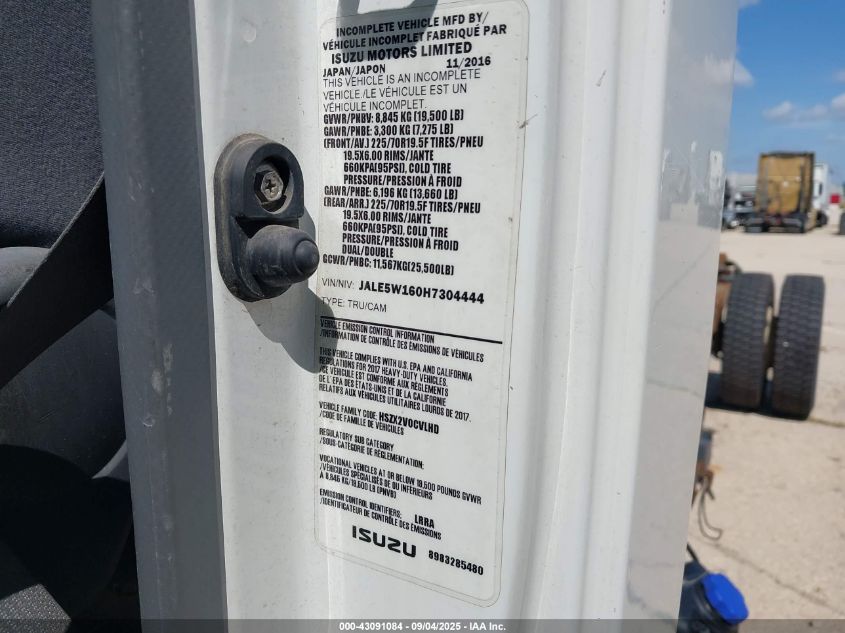 INCOMPLETE VEHICLE MFD BY/
VÉHICULE INCOMPLET FABRIQUÉ PAR
ISUZU MOTORS LIMITED
JAPAN/JAPON 11/2016
THIS VEHICLE IS AN INCOMPLETE
VEHICLE./LE VÉHICULE EST UN
VÉHICULE INCOMPLET.
GVWR/PNBV: 8,845 KG (19,500 LB)
GAWR/PNBE: 3,300 KG (7,275 LB)
(FRONT/AV.) 225/70R19.5F TIRES/PNEU
19.5X6.00 RIMS/JANTE
660KPA(95PSI), COLD TIRE
PRESSURE/PRESSION À FROID
GAWR/PNBE: 6,196 KG (13,660 LB)
(REAR/ARR.) 225/70R19.5F TIRES/PNEU
19.5X6.00 RIMS/JANTE
660KPA(95PSI), COLD TIRE
PRESSURE/PRESSION À FROID
DUAL/DOUBLE
GCWR/PNBC: 11,567KG(25,500LB)
VIN/NIV: JALE5W160H7304444
TYPE: TRU/CAM
VEHICLE EMISSION CONTROL INFORMATION
/INFORMATION DE CONTRÔLE DES ÉMISSIONS DE VÉHICULES
THIS VEHICLE COMPLIES WITH U.S. EPA AND CALIFORNIA
REGULATIONS FOR 2017 HEAVY-DUTY VEHICLES.
/CE VÉHICULE EST CONFORME AUX RÈGLEMENTS
DE L' EPA DES ÉTATS-UNIS ET DE LA CALIFORNIE
RELATIFS AUX VÉHICULES UTILITAIRES LOURDS DE 2017.
VEHICLE FAMILY CODE: HSZX2VOCVLHD
/CODE DE FAMILLE DE VÉHICULES
REGULATORY SUB CATEGORY
/SOUS-CATÉGORIE DE RÉGLEMENTATION:
VOCATIONAL VEHICLES AT OR BELOW 19,500 POUNDS GVWR
/VÉHICULES SPÉCIALISÉS DE OU INFÉRIEURS
À 8,845 KG/19,500 LB (PNVB)
EMISSION CONTROL IDENTIFIERS: LRRA
/IDENTIFICATEUR DE CONTRÔLE DES ÉMISSIONS
ISUZU 8983285480
000-43091084 - 09/04/2025 - IAA Inc.